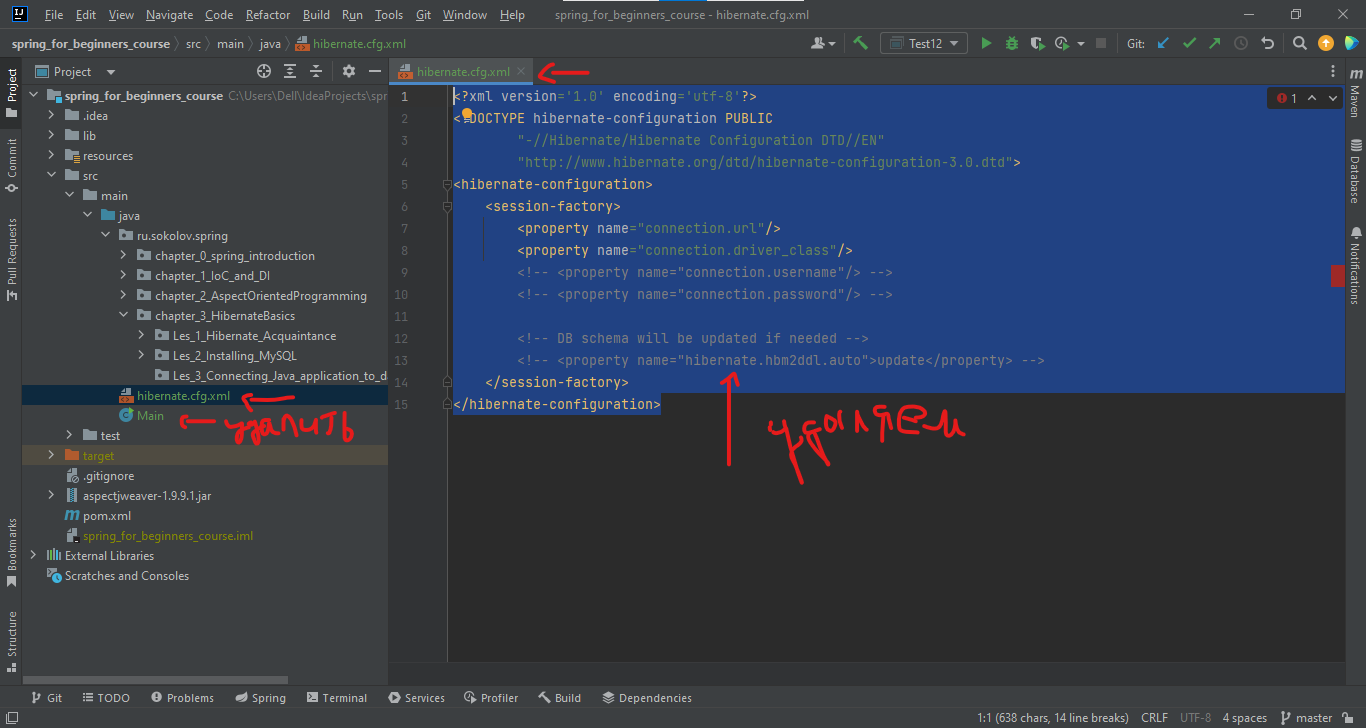 File Edit View Navigate Code Refactor Build Run Tools Git Window Help spring_for_beginners_course - hibernate.cfg.xml
spring_for_beginners_course src main java hibernate.cfg.xml Test12 Git:
Project
hibernate.cfg.xml
spring_for_beginners_course C:\Users\Dell\IdeaProjects\spr
.idea
lib
resources
src
main
java
ru.sokolov.spring
chapter_0_spring_introduction
chapter_1_IoC_and_DI
chapter_2_AspectOrientedProgramming
chapter_3_HibernateBasics
Les_1_Hibernate_Acquaintance
Les_2_Installing_MySQL
Les_3_Connecting_Java_application_to_d
hibernate.cfg.xml
Main
удалить
test
target
.gitignore
aspectjweaver-1.9.9.1.jar
pom.xml
spring_for_beginners_course.iml
External Libraries
Scratches and Consoles
1 <?xml version='1.0' encoding='utf-8'?>
2 <!DOCTYPE hibernate-configuration PUBLIC
3 "-//Hibernate/Hibernate Configuration DTD//EN"
4 "http://www.hibernate.org/dtd/hibernate-configuration-3.0.dtd">
5 <hibernate-configuration>
6 <session-factory>
7 <property name="connection.url"/>
8 <property name="connection.driver_class"/>
9 <!-- <property name="connection.username"/> -->
10 <!-- <property name="connection.password"/> -->
11
12 <!-- DB schema will be updated if needed -->
13 <!-- <property name="hibernate.hbm2ddl.auto">update</property> -->
14 </session-factory>
15 </hibernate-configuration>
1
удаляем
Project
Commit
Pull Requests
Bookmarks
Structure
Maven
Database
Notifications
Git TODO Problems Spring Terminal Services Profiler Build Dependencies
1:1 (638 chars, 14 line breaks) CRLF UTF-8 4 spaces master